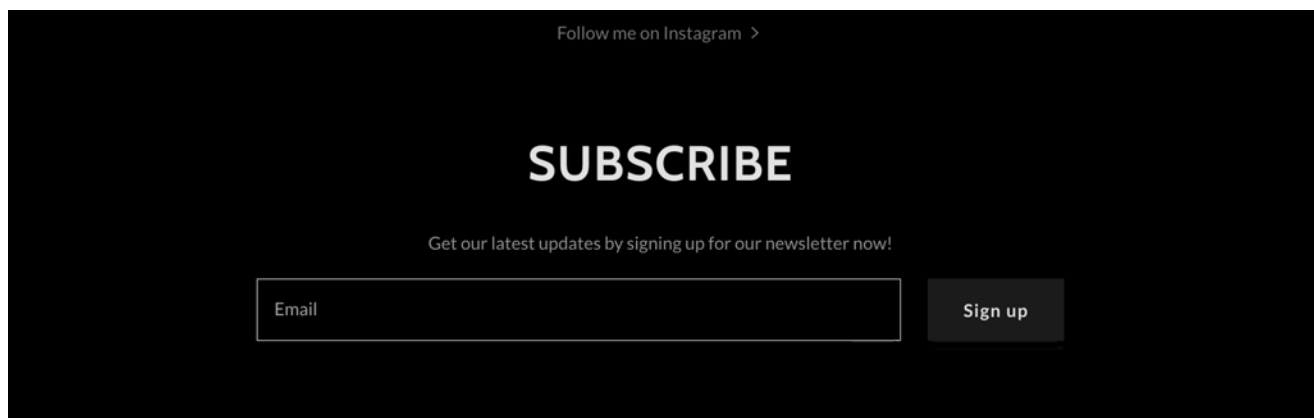 Follow me on Instagram >
SUBSCRIBE
Get our latest updates by signing up for our newsletter now!
Email
Sign up